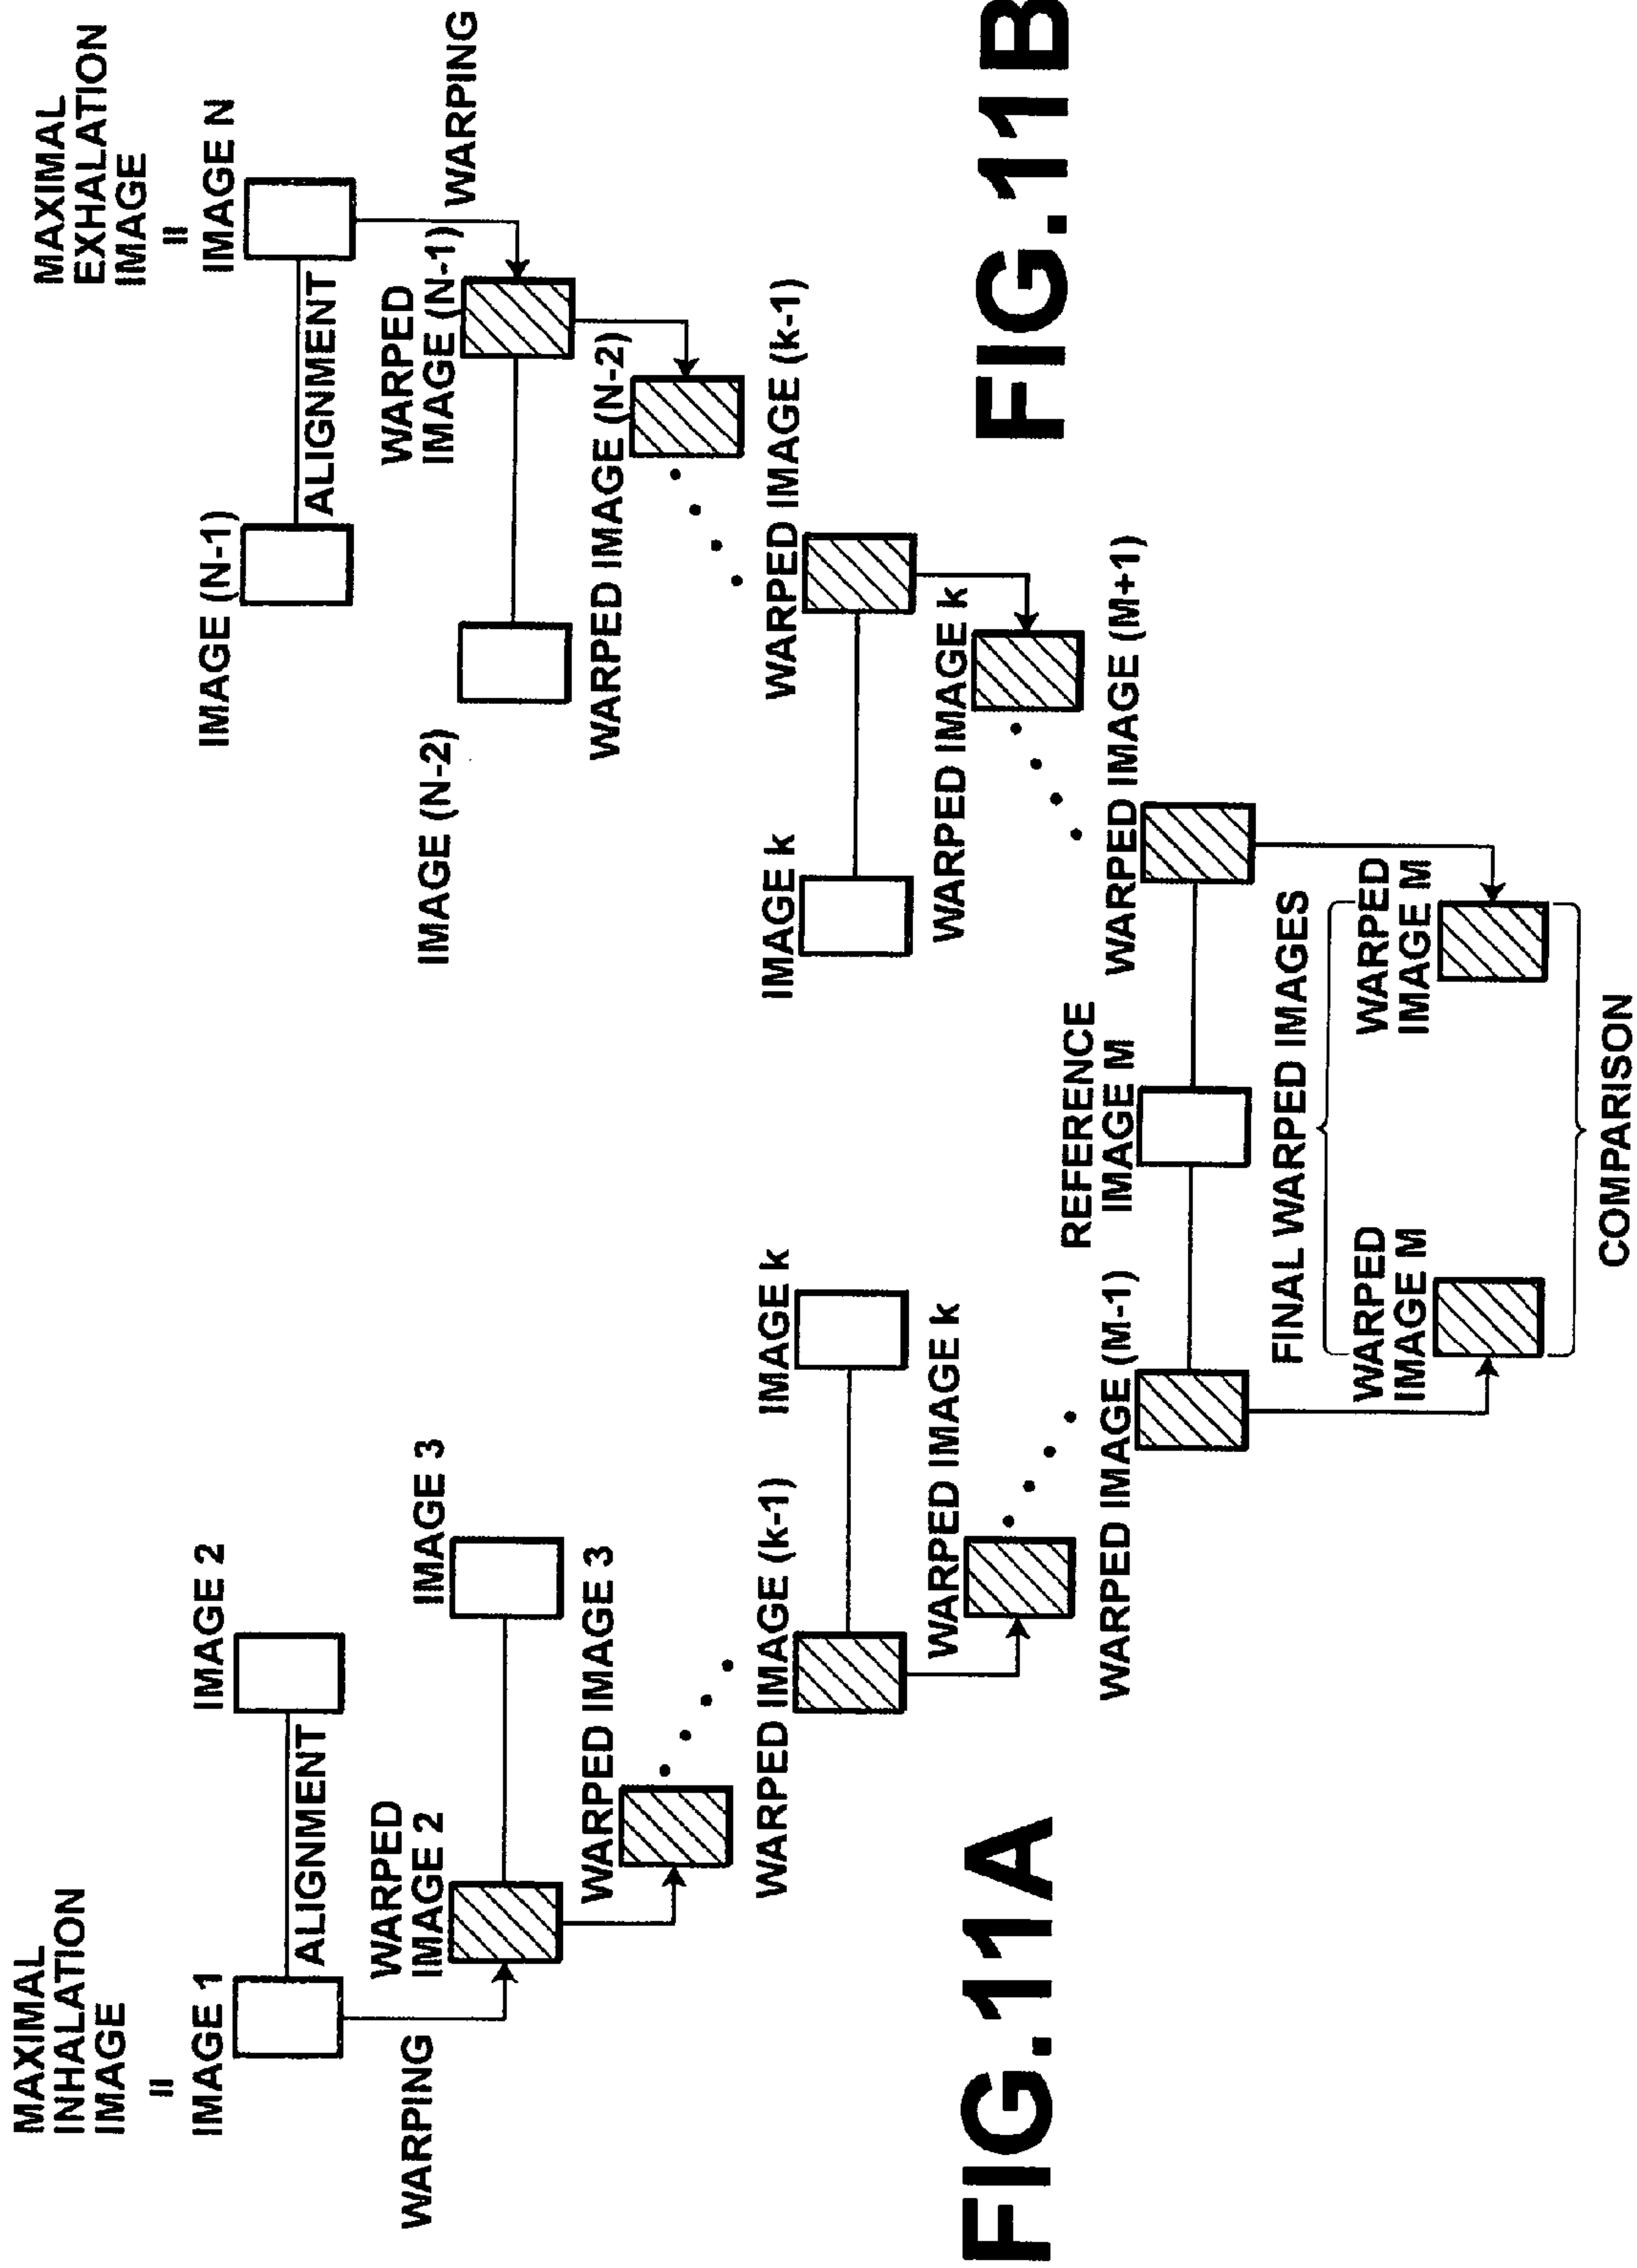 MAXIMAL
INHALATION
IMAGE
=
IMAGE 1
IMAGE 2
ALIGNMENT
WARPING
WARPED
IMAGE 2
IMAGE 3
WARPED IMAGE 3
WARPED IMAGE (k-1)
IMAGE k
WARPED IMAGE k
WARPED IMAGE (M-1)
REFERENCE
IMAGE M
FINAL WARPED IMAGES
WARPED
IMAGE M
WARPED
IMAGE M
COMPARISON
FIG.11A
MAXIMAL
EXHALATION
IMAGE
=
IMAGE N
IMAGE (N-1)
ALIGNMENT
WARPING
WARPED
IMAGE (N-1)
IMAGE (N-2)
WARPED IMAGE (N-2)
WARPED IMAGE (k-1)
IMAGE k
WARPED IMAGE k
WARPED IMAGE (M+1)
FIG.11B